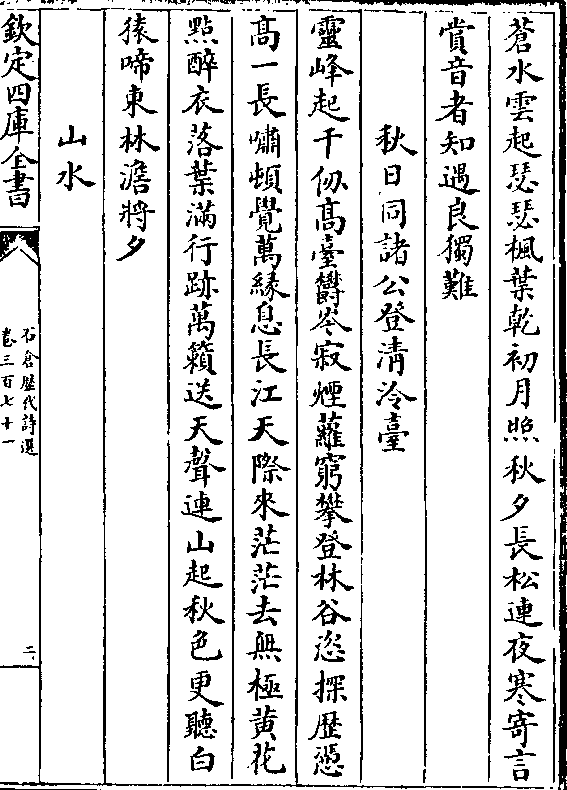 蒼水雲起瑟瑟楓葉乾初月照秋夕長松連夜寒寄言
賞音者知遇良獨難
秋日同諸公登清泠臺
靈峰起千仞高臺鬱岑寂煙蘿窮攀登林谷恣探歴慿
高一長嘯頓覺萬縁息長江天際來茫茫去無極黄花
點醉衣落葉滿行跡萬籟送天聲連山起秋色更聽白
猿啼東林澹將夕
山水
欽定四庫全書
石倉歴代詩選
卷三百七十一
二